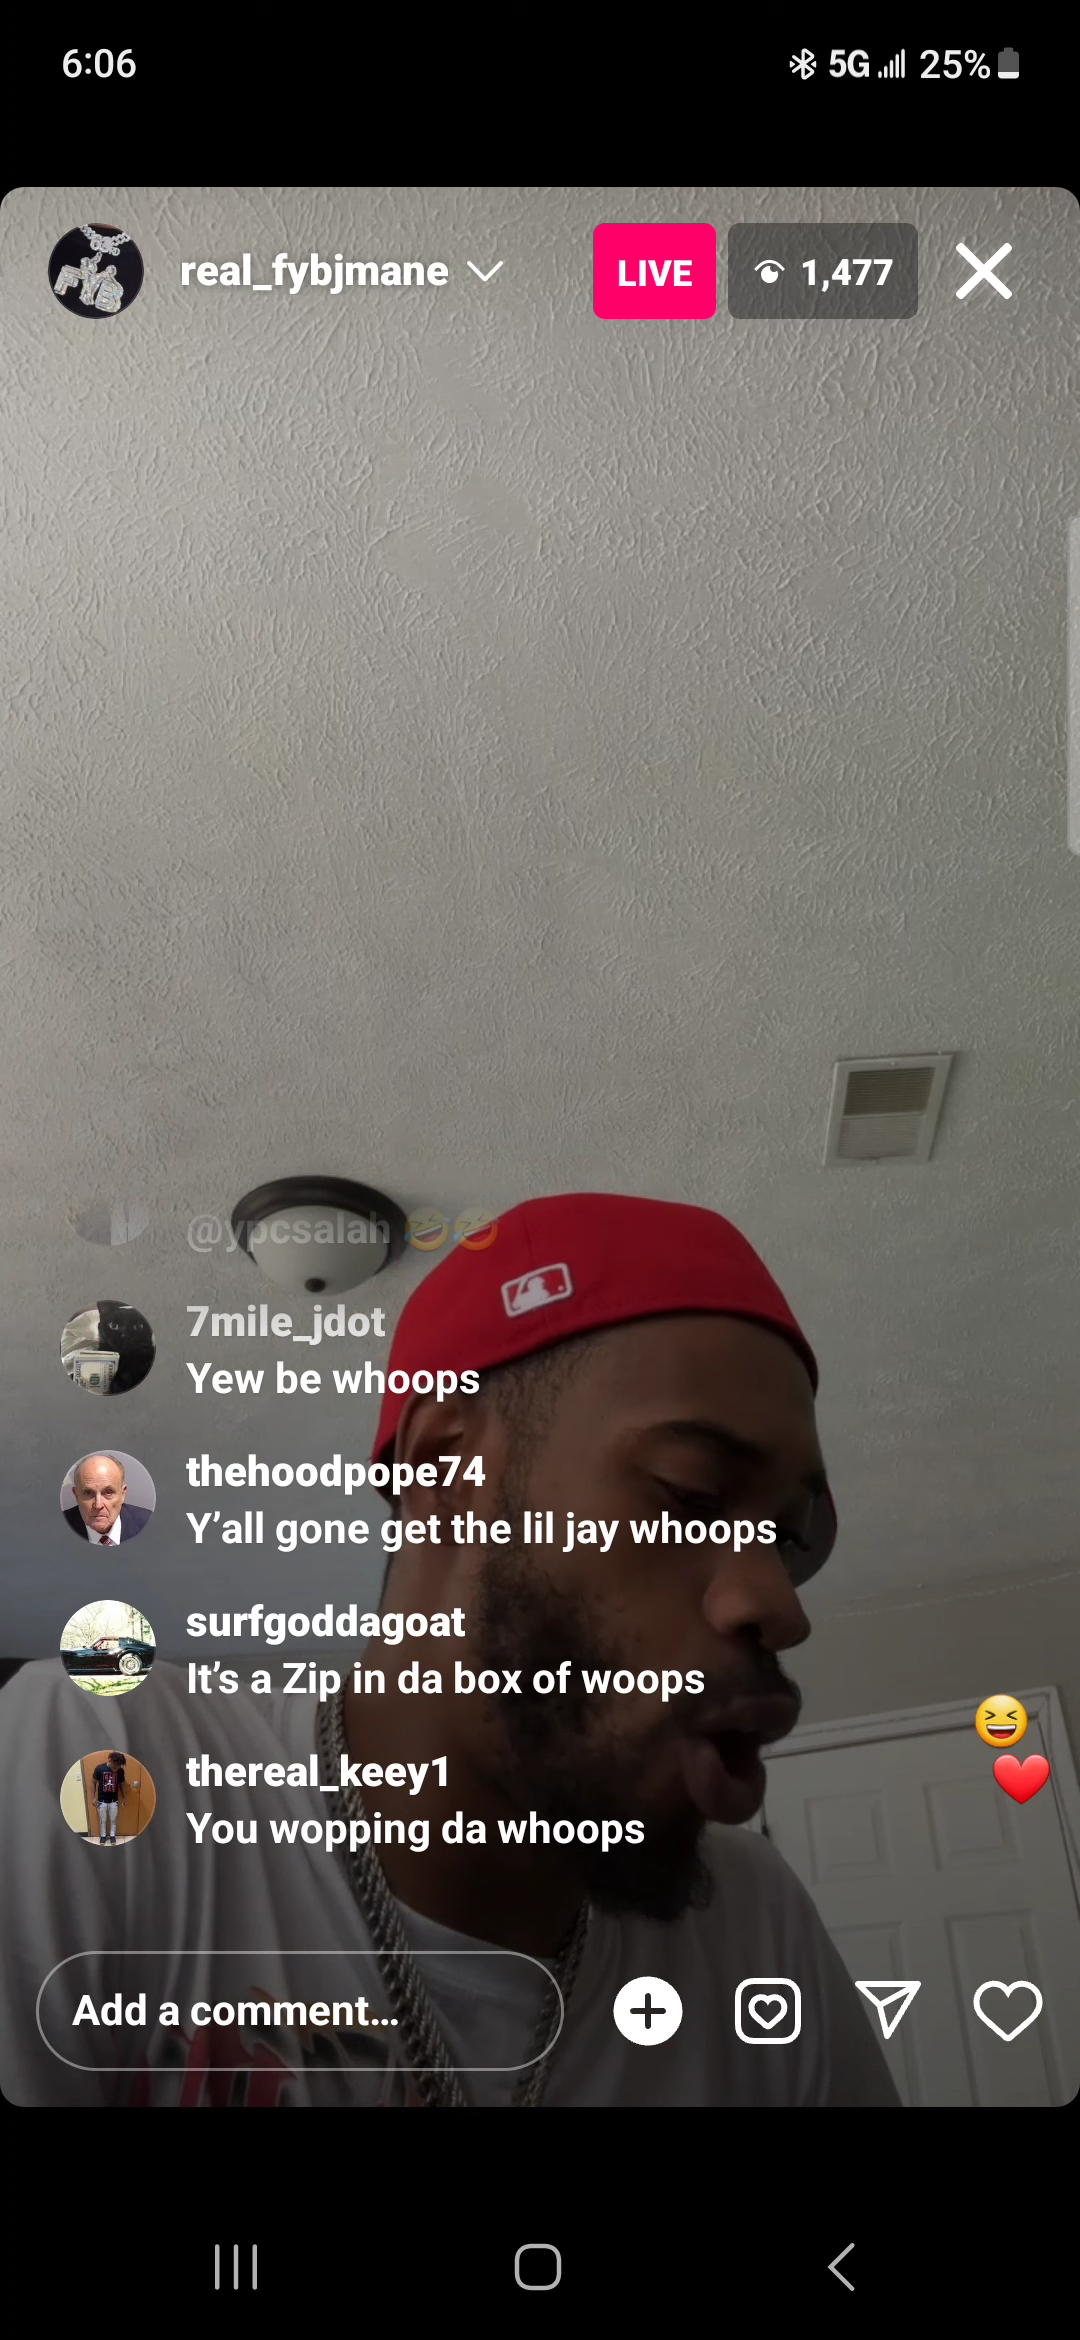 6:06
5G 25%
real_fybjmane
LIVE
1,477
@ypcsalah 🤣🤣
7mile_jdot
Yew be whoops
thehoodpope74
Y’all gone get the lil jay whoops
surfgoddagoat
It’s a Zip in da box of woops
thereal_keey1
You wopping da whoops
Add a comment...